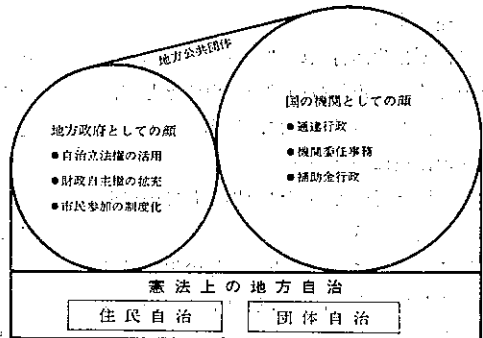 地方公共団体
地方政府としての顔
●自治立法権の活用
●財政自主権の拡充
●市民参加の制度化
国の機関としての顔
●通達行政
●機関委任事務
●補助金行政
憲法上の地方自治
住民自治
団体自治